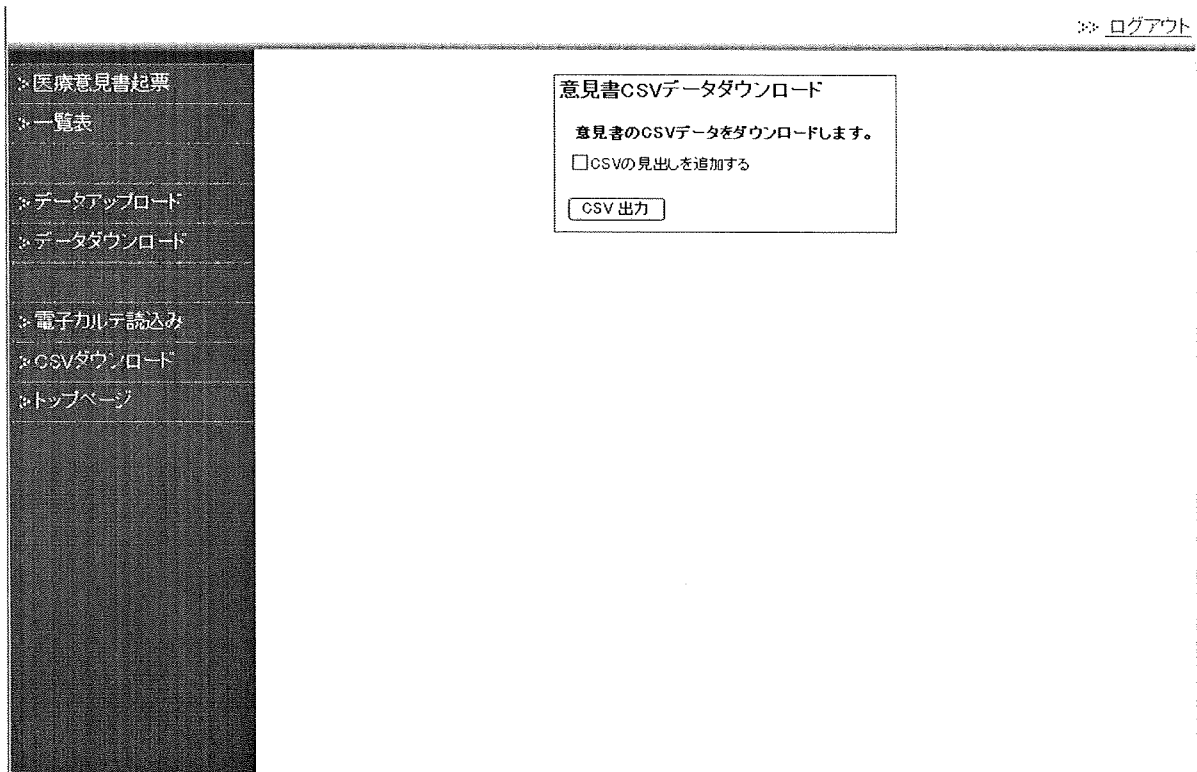 >> ログアウト
>医療意見書起票
>一覧表
>データアップロード
>データダウンロード
>電子カルテ読込み
>CSVダウンロード
>トップページ
意見書CSVデータダウンロード
意見書のCSVデータをダウンロードします。
□CSVの見出しを追加する
CSV 出力